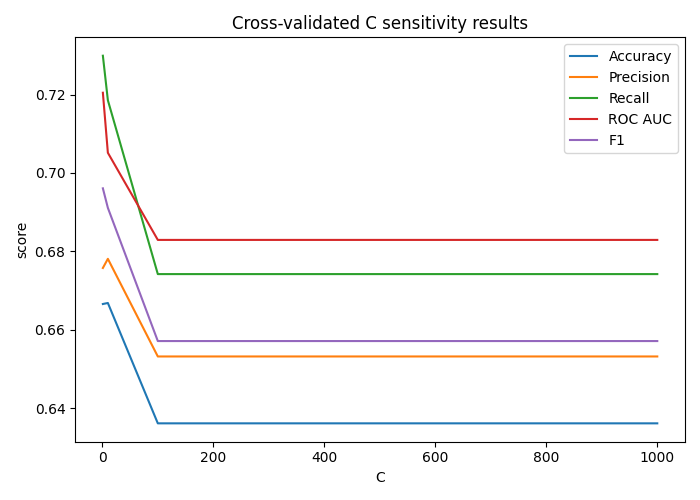 Cross-validated C sensitivity results
Accuracy
Precision
Recall
ROC AUC
F1
score
0.72
0.70
0.68
0.66
0.64
0
200
400
600
800
1000
C